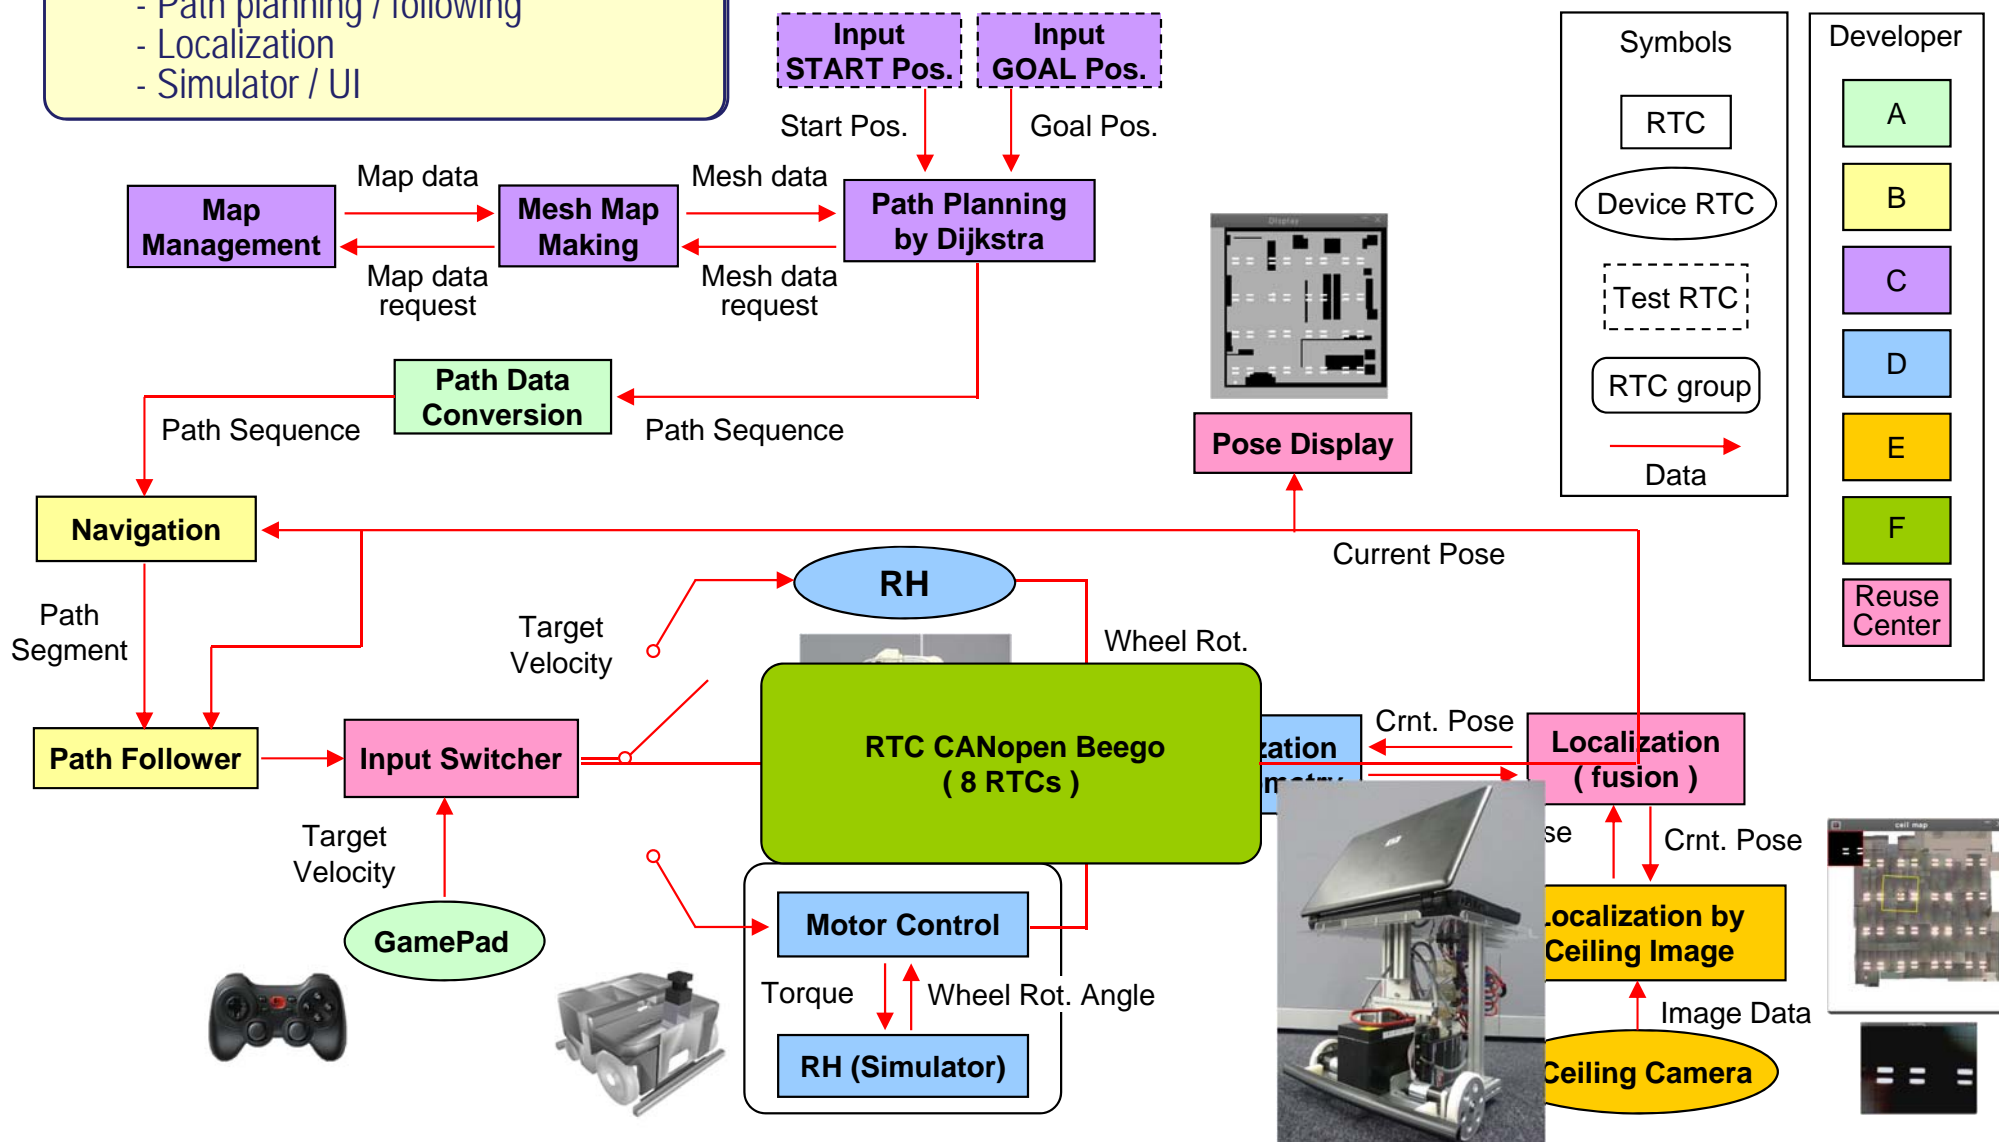 - Path planning / following
- Localization
- Simulator / UI
Input
START Pos.
Input
GOAL Pos.
Start Pos.
Goal Pos.
Map
Management
Map data
Map data
request
Mesh Map
Making
Mesh data
Mesh data
request
Path Planning
by Dijkstra
Path Data
Conversion
Path Sequence
Path Sequence
Display
Pose Display
Symbols
RTC
Device RTC
Test RTC
RTC group
Data
Developer
A
B
C
D
E
F
Reuse
Center
Navigation
Current Pose
Path
Segment
Target
Velocity
RH
Wheel Rot.
Path Follower
Input Switcher
RTC CANopen Beego
( 8 RTCs )
Crnt. Pose
Localization
( fusion )
Target
Velocity
GamePad
Motor Control
Torque
Wheel Rot. Angle
RH (Simulator)
Crnt. Pose
Localization by
Ceiling Image
Image Data
Ceiling Camera
ceil map